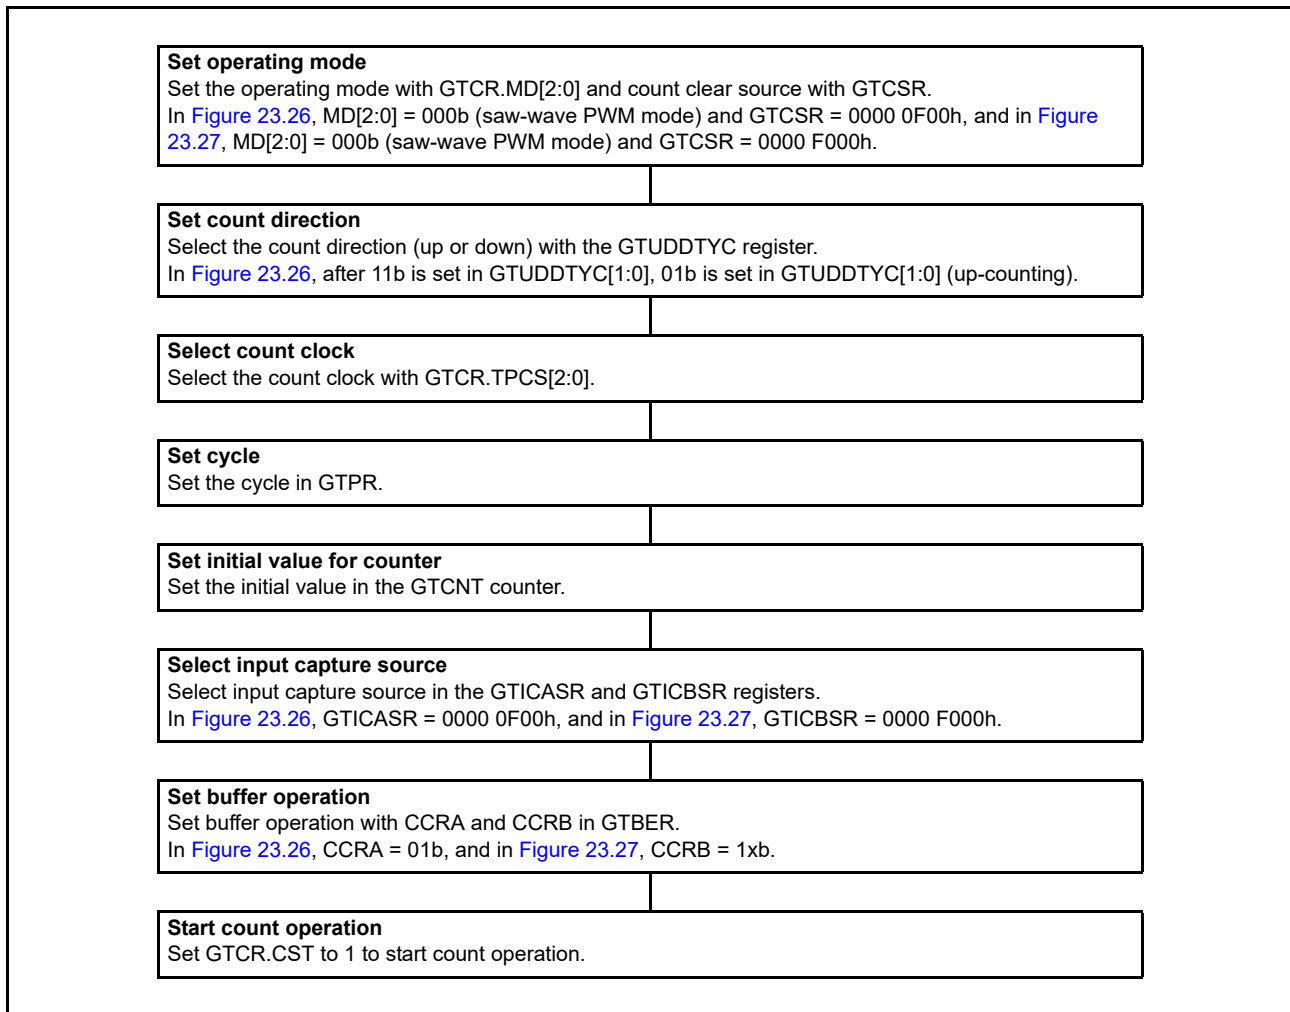 Set operating mode
Set the operating mode with GTCR.MD[2:0] and count clear source with GTCSR.
In Figure 23.26, MD[2:0] = 000b (saw-wave PWM mode) and GTCSR = 0000 0F00h, and in Figure
23.27, MD[2:0] = 000b (saw-wave PWM mode) and GTCSR = 0000 F000h.
Set count direction
Select the count direction (up or down) with the GTUDDTYC register.
In Figure 23.26, after 11b is set in GTUDDTYC[1:0], 01b is set in GTUDDTYC[1:0] (up-counting).
Select count clock
Select the count clock with GTCR.TPCS[2:0].
Set cycle
Set the cycle in GTPR.
Set initial value for counter
Set the initial value in the GTCNT counter.
Select input capture source
Select input capture source in the GTICASR and GTICBSR registers.
In Figure 23.26, GTICASR = 0000 0F00h, and in Figure 23.27, GTICBSR = 0000 F000h.
Set buffer operation
Set buffer operation with CCRA and CCRB in GTBER.
In Figure 23.26, CCRA = 01b, and in Figure 23.27, CCRB = 1xb.
Start count operation
Set GTCR.CST to 1 to start count operation.